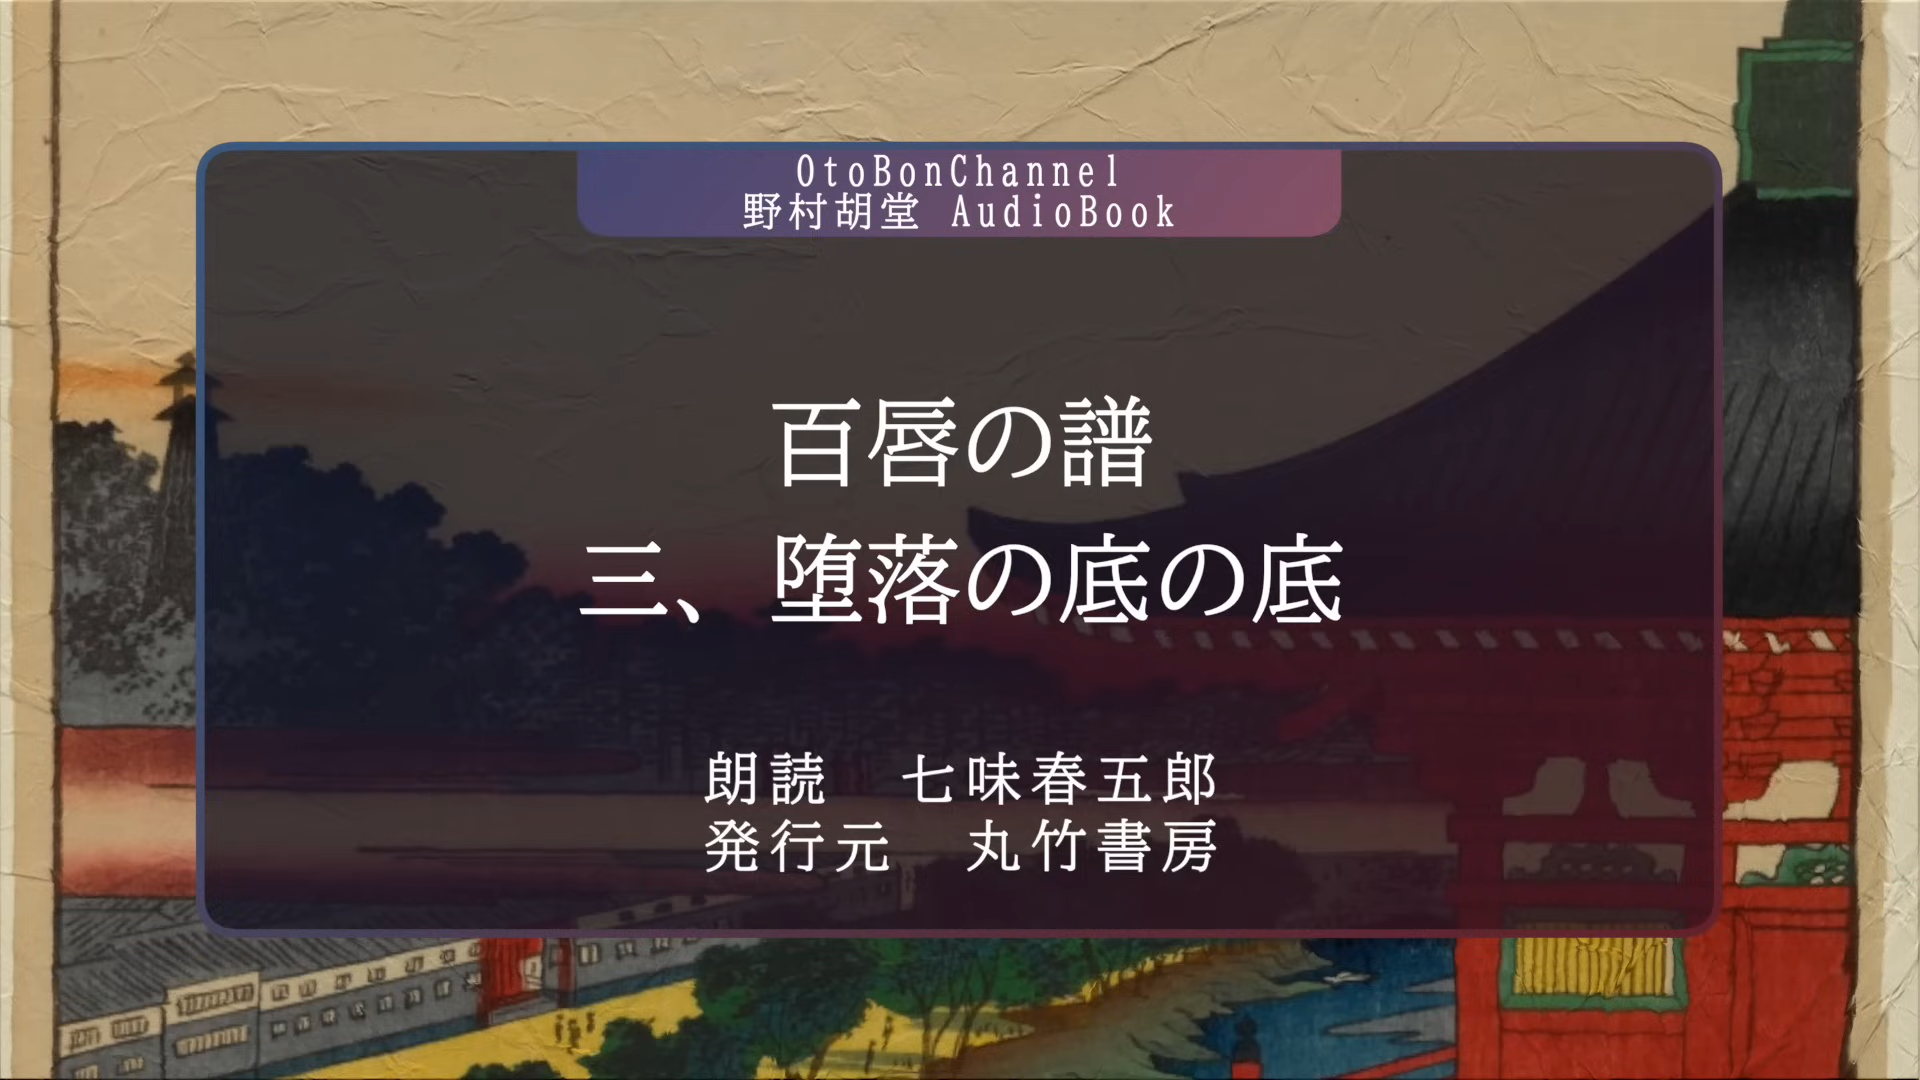 OtoBonChannel
野村胡堂 AudioBook
百唇の譜
三、堕落の底の底
朗読　七味春五郎
発行元　丸竹書房